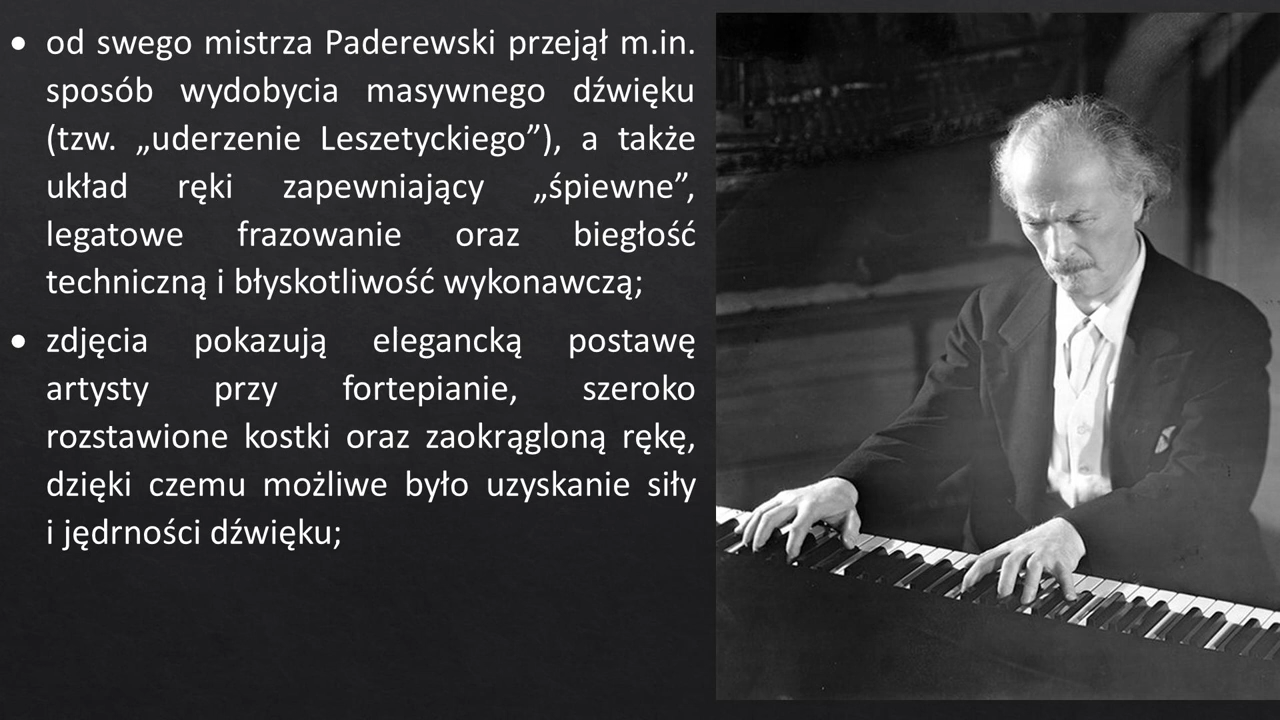 • od swego mistrza Paderewski przejął m.in.
sposób wydobycia masywnego dźwięku
(tzw. „uderzenie Leszetyckiego”), a także
układ ręki zapewniający „śpiewne”,
legatowe frazowanie oraz biegłość
techniczną i błyskotliwość wykonawczą;
• zdjęcia pokazują elegancką postawę
artysty przy fortepianie, szeroko
rozstawione kostki oraz zaokrągloną rękę,
dzięki czemu możliwe było uzyskanie siły
i jędrności dźwięku;